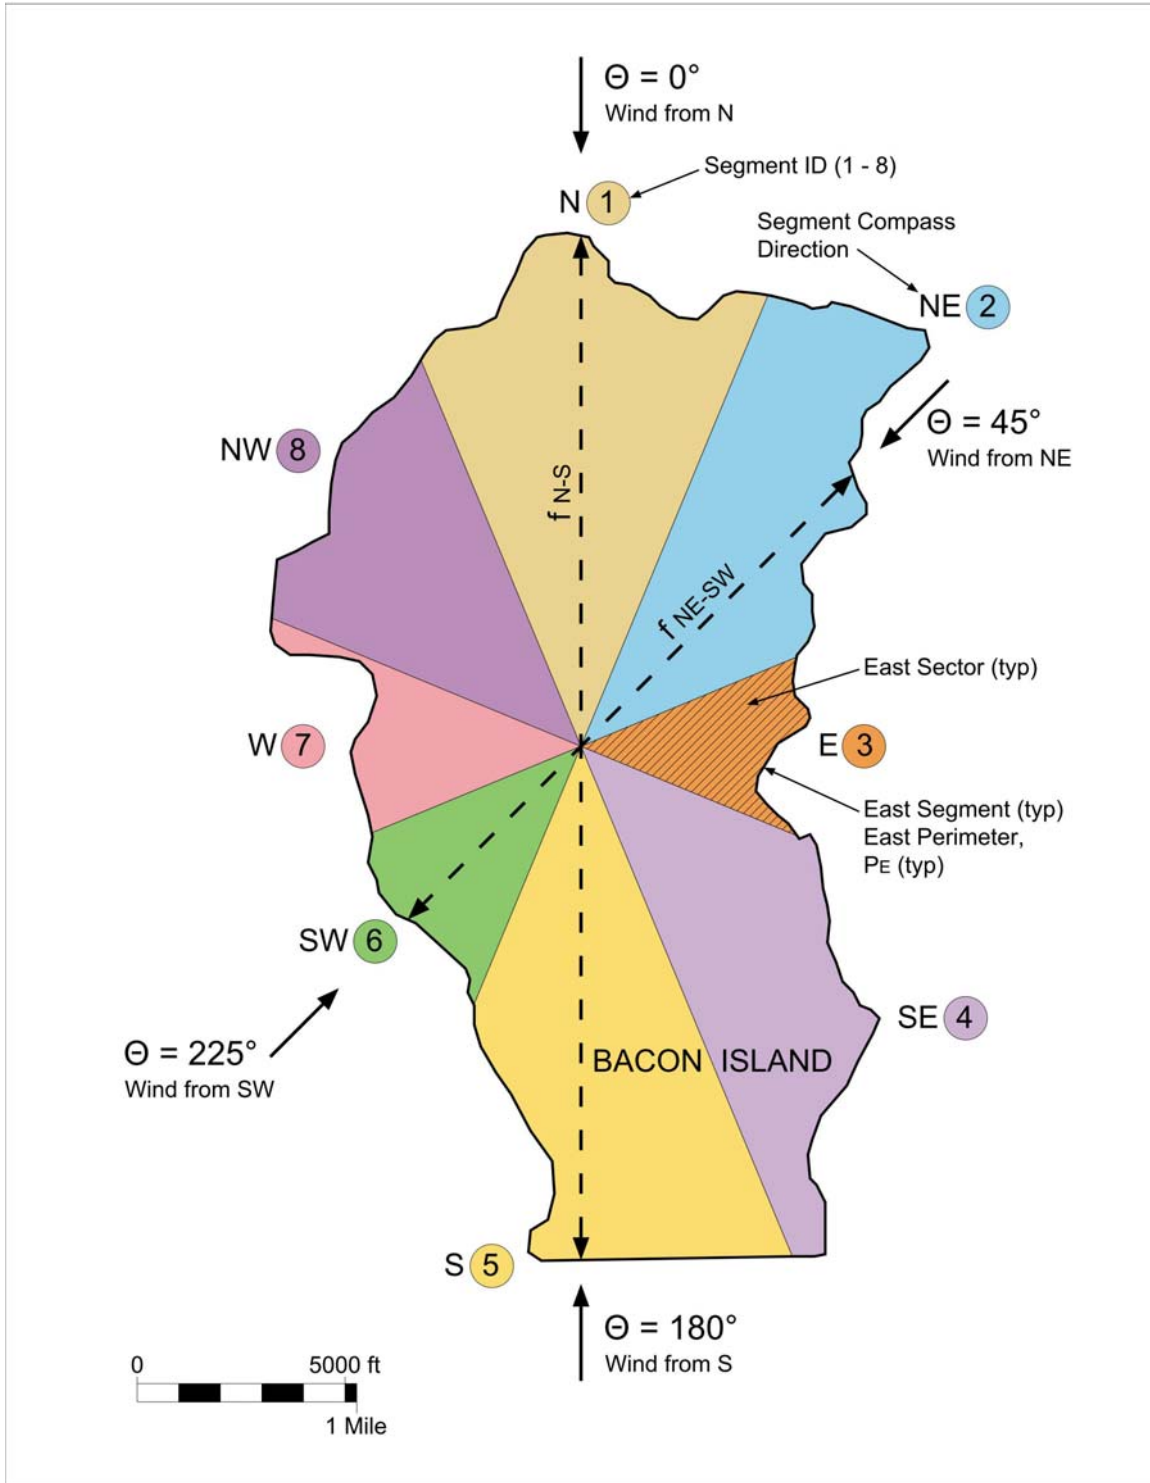 Θ = 0°
Wind from N
Segment ID (1 - 8)
N 1
Segment Compass
Direction
NE 2
Θ = 45°
Wind from NE
NW 8
f N-S
f NE-SW
East Sector (typ)
W 7
E 3
East Segment (typ)
East Perimeter,
PE (typ)
SW 6
SE 4
Θ = 225°
Wind from SW
BACON ISLAND
S 5
Θ = 180°
Wind from S
0 5000 ft
1 Mile